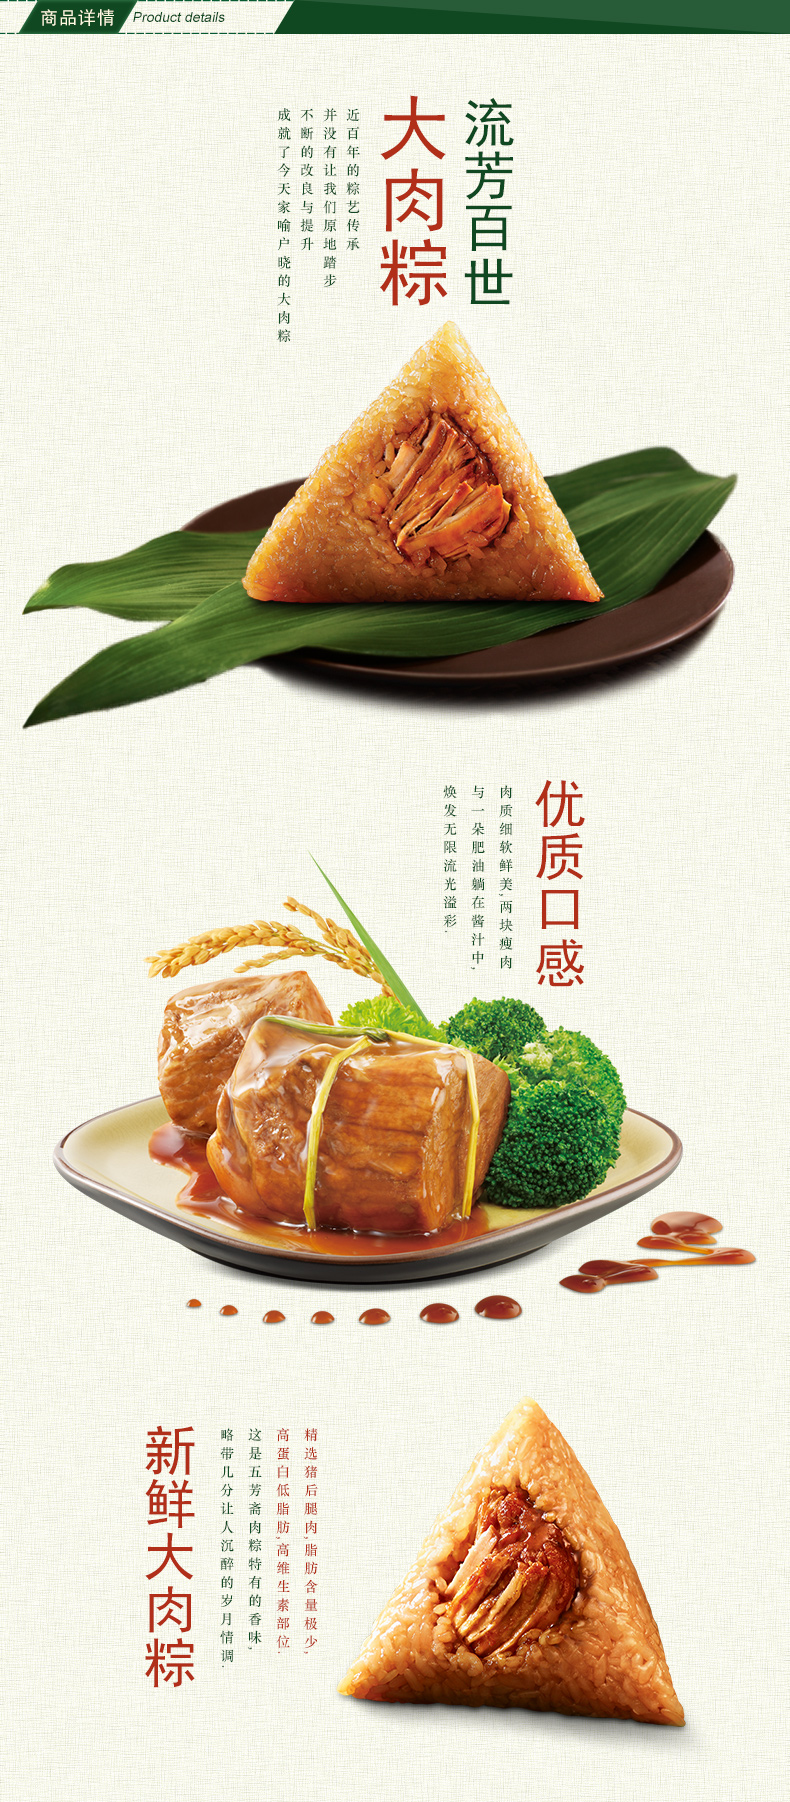 商品详情
Product details
流芳百世
大肉粽
近百年的粽艺传承
并没有让我们原地踏步
不断的改良与提升
成就了今天家喻户晓的大肉粽
优质口感
肉质细软鲜美,两块瘦肉
与一朵肥油躺在酱汁中,
焕发无限流光溢彩.
新鲜大肉粽
精选猪后腿肉,脂肪含量极少,
高蛋白低脂肪,高维生素部位.
这是五芳斋肉粽特有的香味,
略带几分让人沉醉的岁月情调.